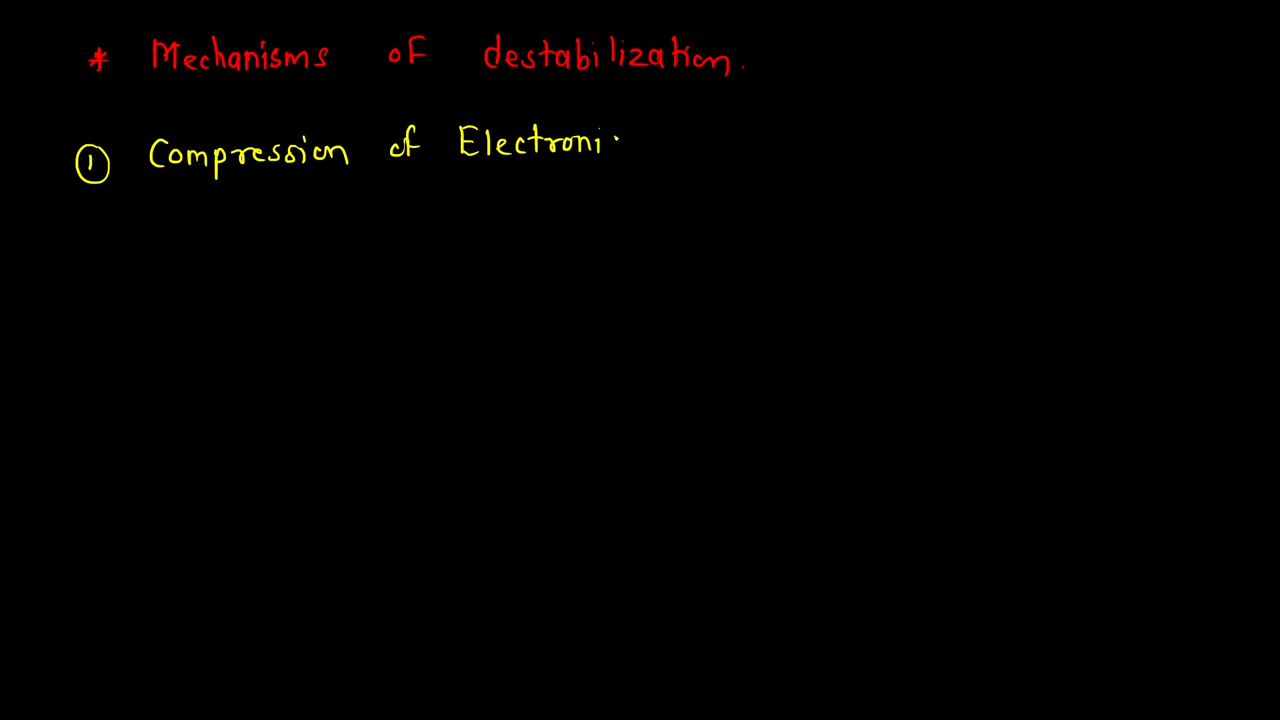 * Mechanisms of destabilization.
① Compression of Electroni